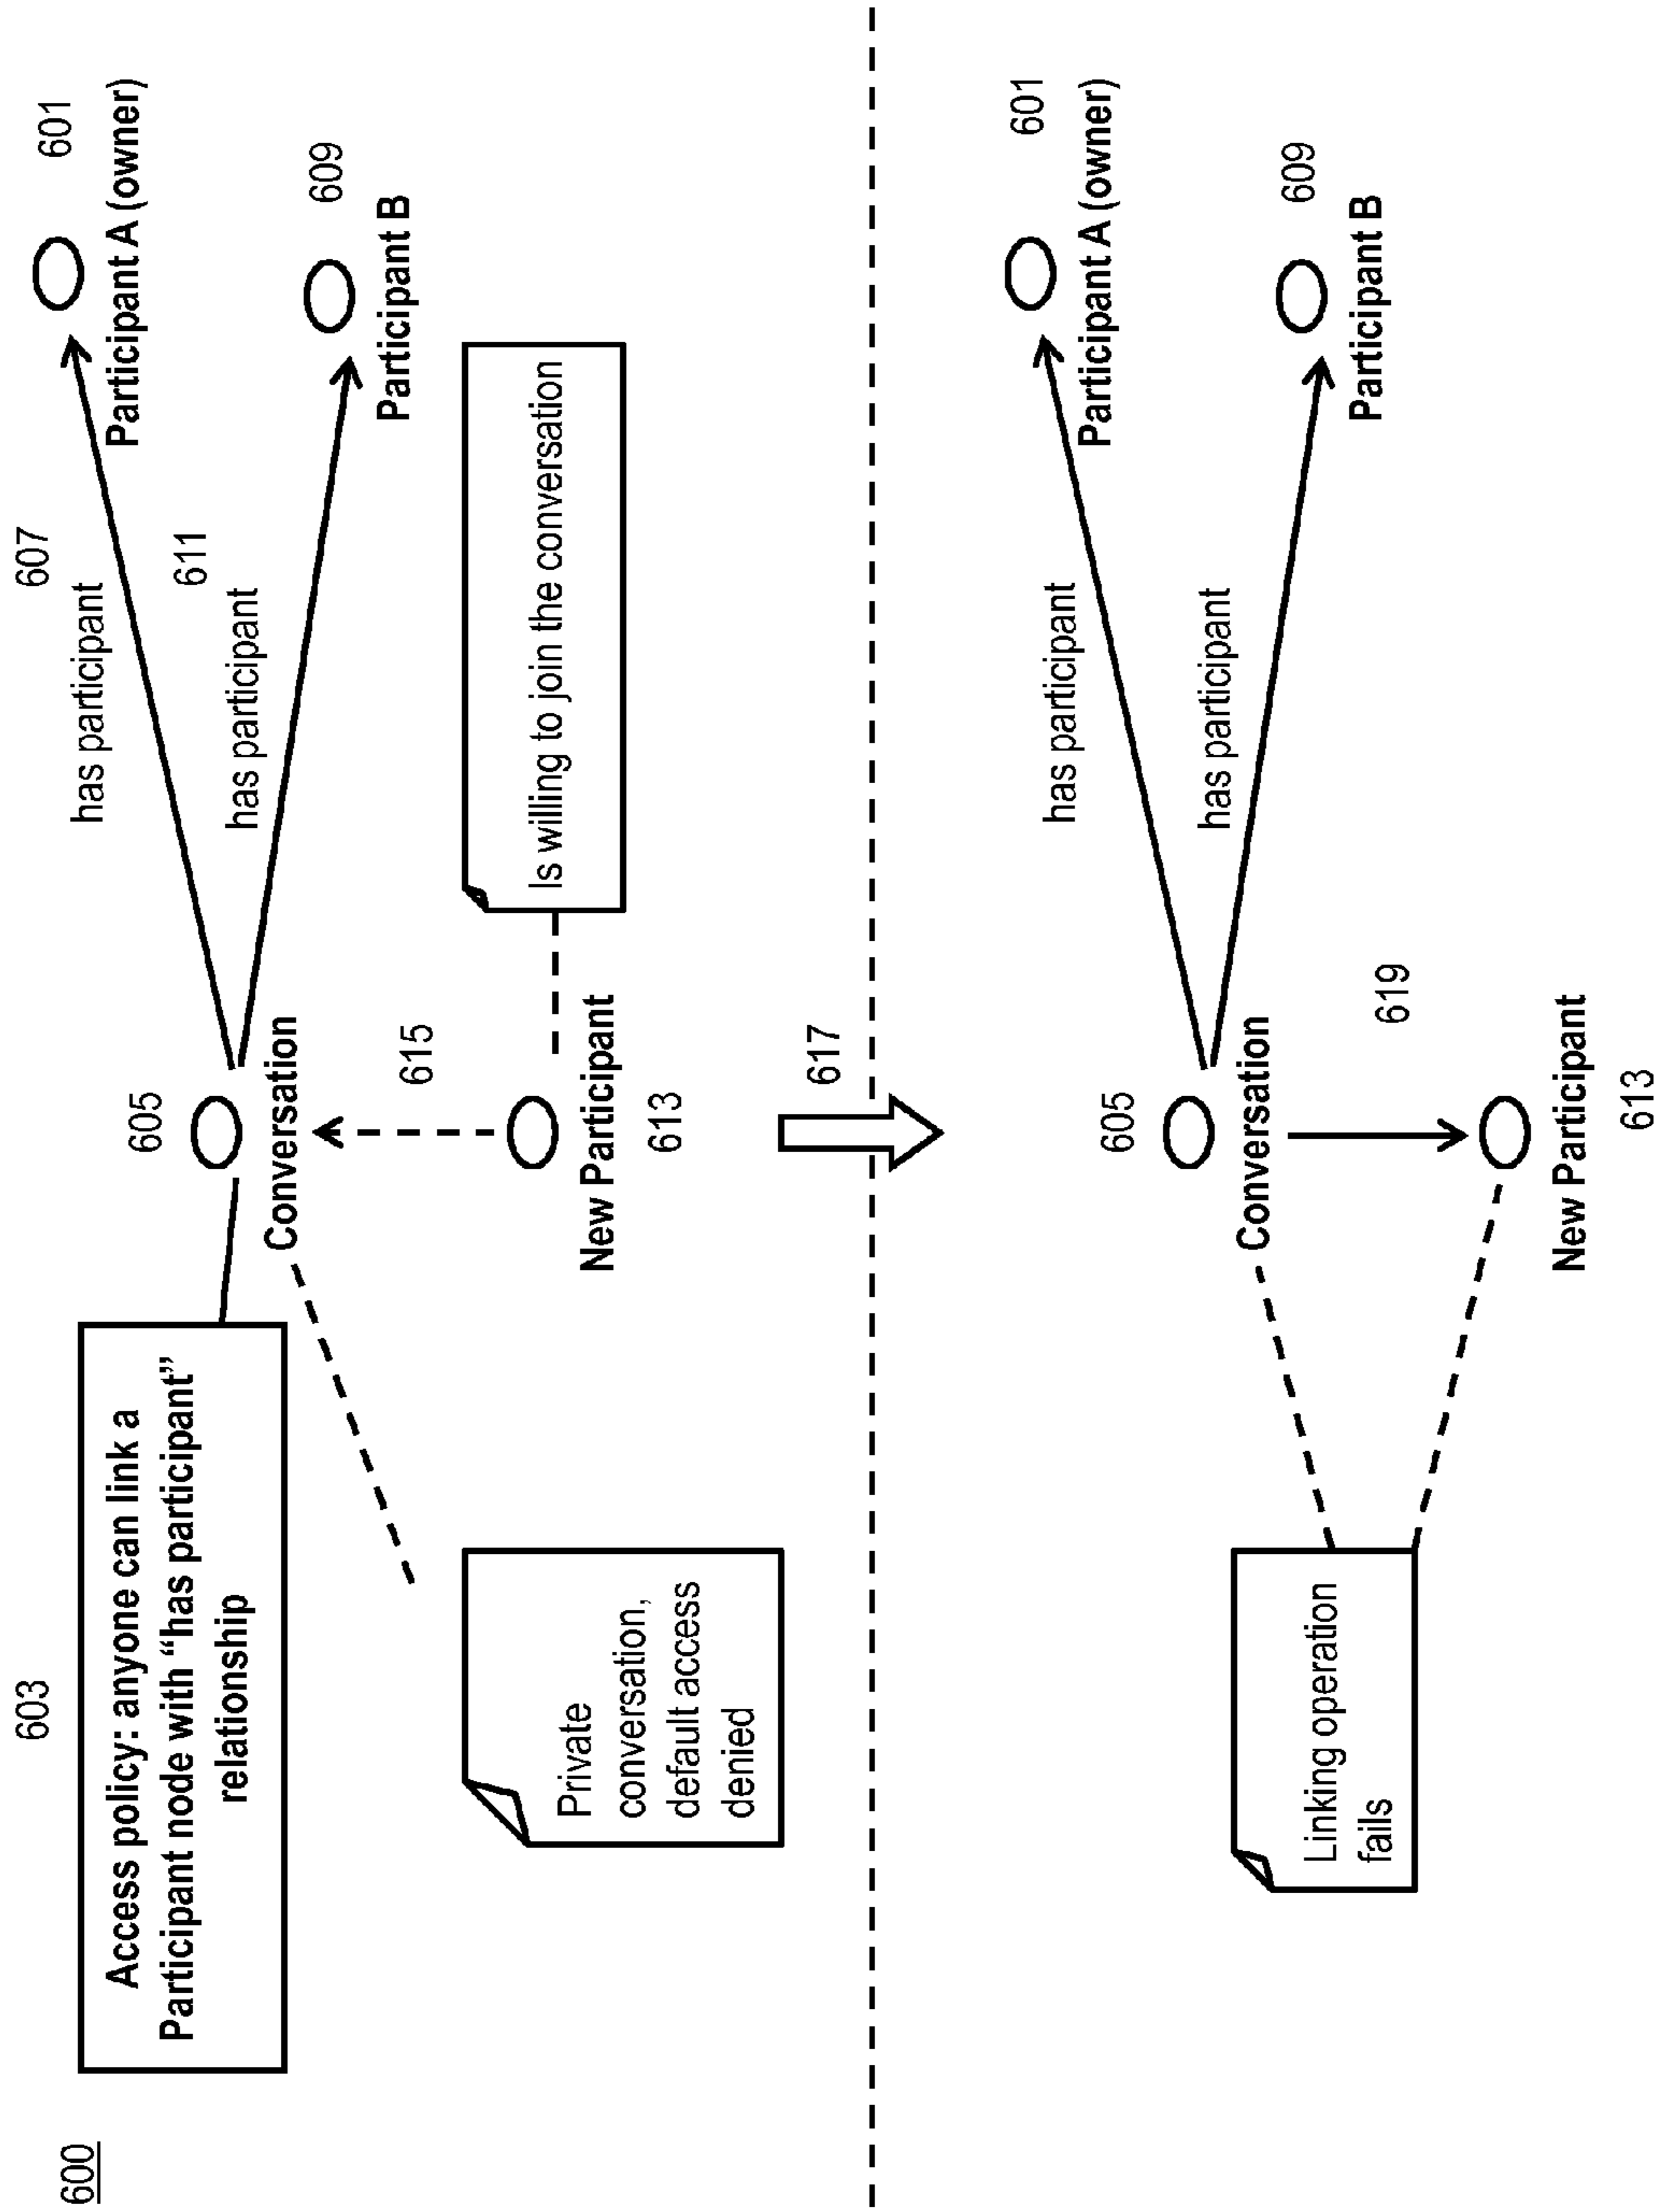 600
603
Access policy: anyone can link a
Participant node with “has participant”
relationship
605
Conversation
607
has participant
601
Participant A (owner)
611
has participant
609
Participant B
Private
conversation,
default access
denied
615
New Participant
613
Is willing to join the conversation
617
605
Conversation
has participant
601
Participant A (owner)
has participant
609
Participant B
Linking operation
fails
619
New Participant
613